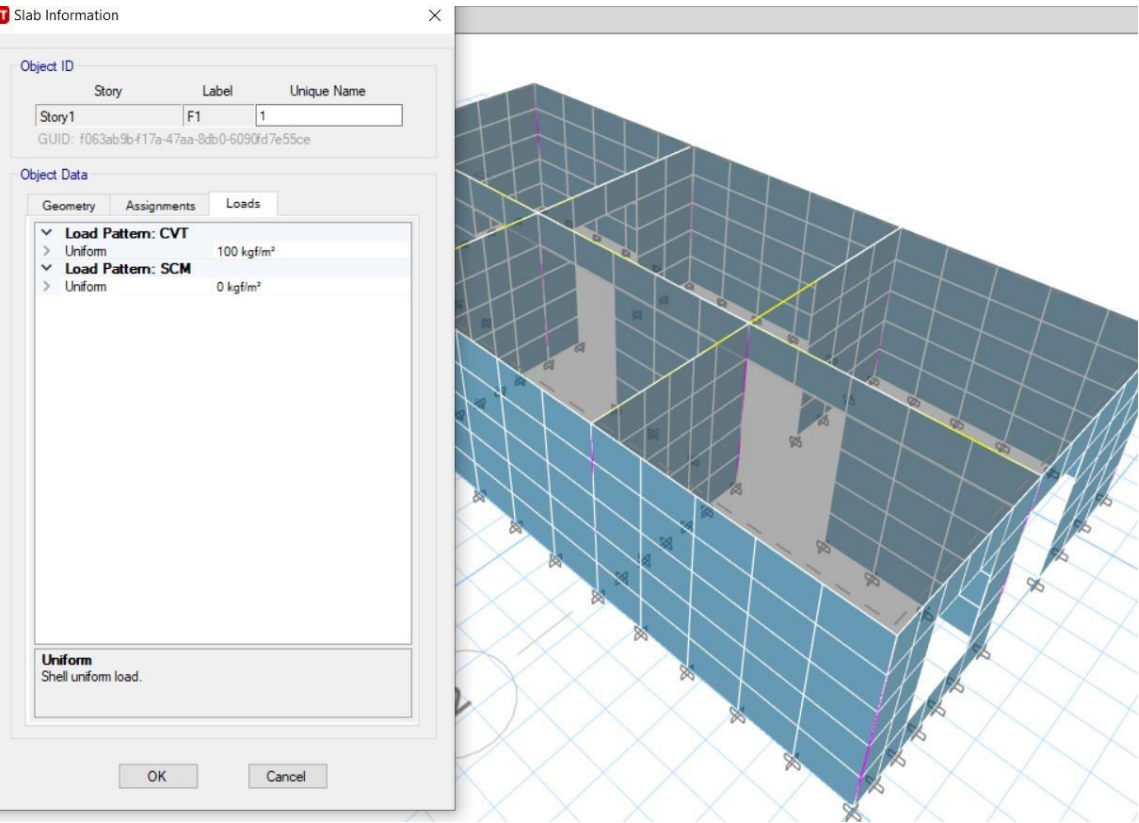 Slab Information
Object ID
Story Label Unique Name
Story1 F1 1
GUID: f063ab9b-f17a-47aa-8db0-6090fd7e55ce
Object Data
Geometry Assignments Loads
Load Pattern: CVT
Uniform 100 kgf/m²
Load Pattern: SCM
Uniform 0 kgf/m²
Uniform
Shell uniform load.
OK Cancel